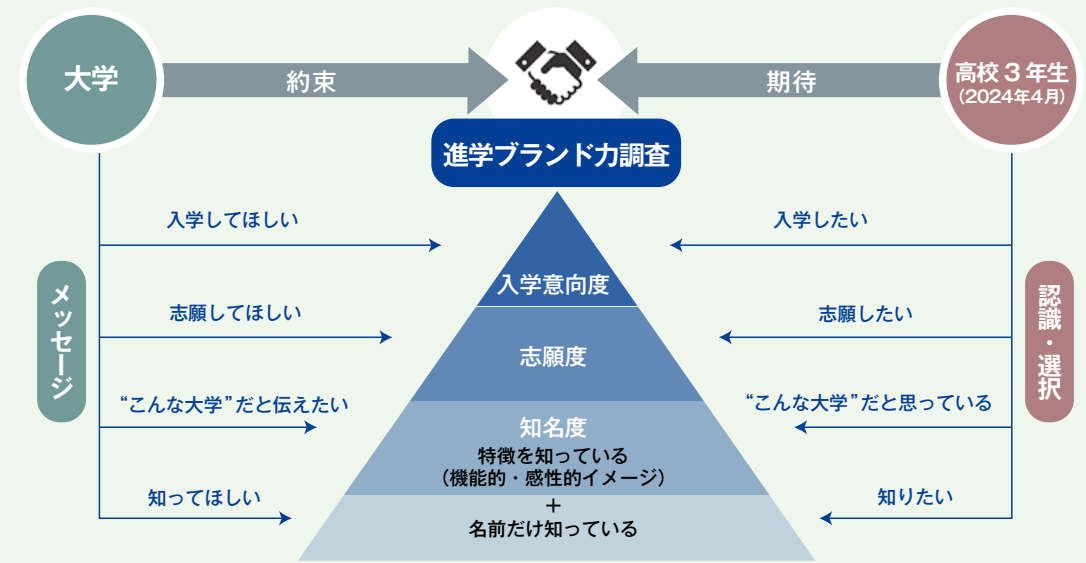 大学
約束
期待
高校3年生
(2024年4月)
進学ブランド力調査
入学してほしい
入学したい
入学意向度
メッセージ
認識・選択
志願してほしい
志願したい
志願度
“こんな大学”だと伝えたい
“こんな大学”だと思っている
知名度
特徴を知っている
(機能的・感性的イメージ)
知ってほしい
知りたい
+
名前だけ知っている